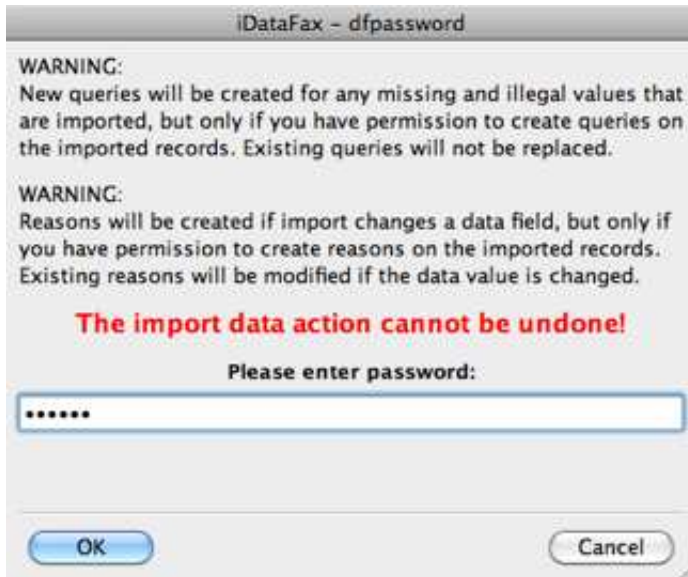 iDataFax – dfpassword
WARNING:
New queries will be created for any missing and illegal values that
are imported, but only if you have permission to create queries on
the imported records. Existing queries will not be replaced.
WARNING:
Reasons will be created if import changes a data field, but only if
you have permission to create reasons on the imported records.
Existing reasons will be modified if the data value is changed.
The import data action cannot be undone!
Please enter password:
••••••
OK
Cancel